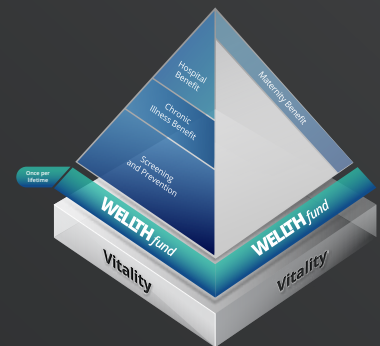 Hospital
Benefit
Maternity Benefit
Chronic
Illness Benefit
Screening
and Prevention
Once per
lifetime
WELLTH fund
WELLTH fund
Vitality
Vitality